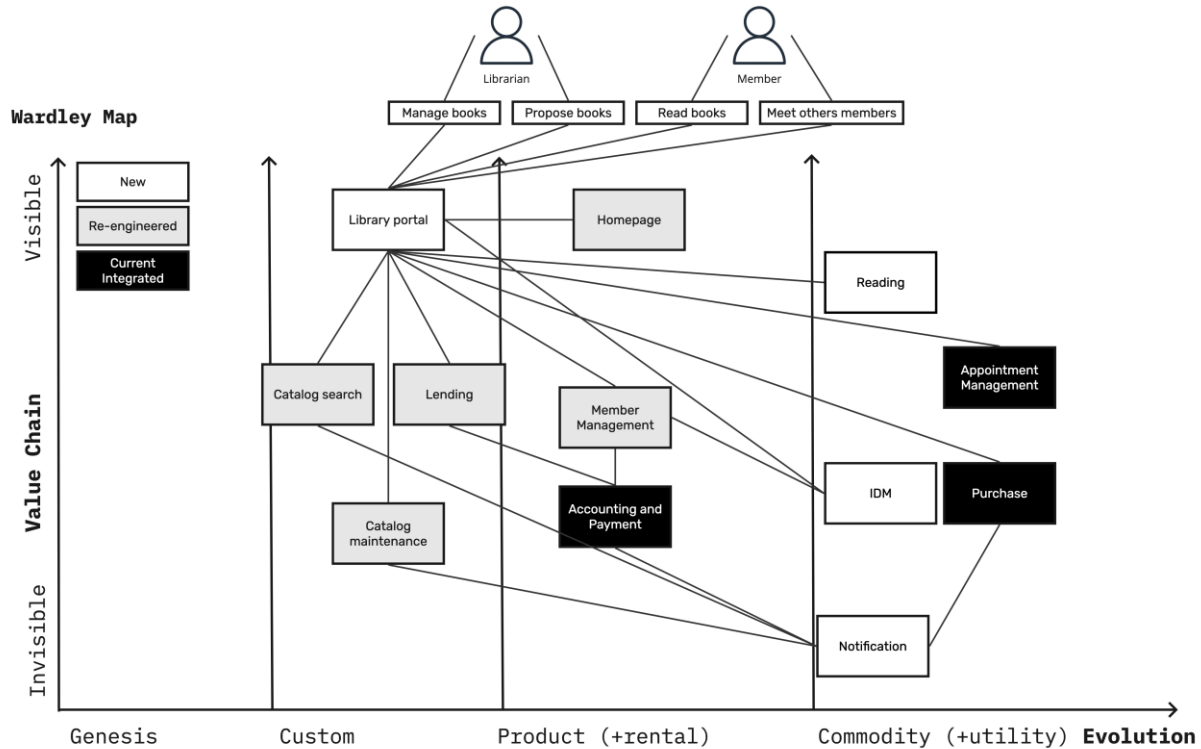 Librarian
Member
Manage books
Propose books
Read books
Meet others members
Wardley Map
Visible
New
Re-engineered
Current
Integrated
Library portal
Homepage
Reading
Appointment
Management
Catalog search
Lending
Member
Management
Value Chain
IDM
Purchase
Accounting and
Payment
Catalog
maintenance
Invisible
Notification
Genesis
Custom
Product (+rental)
Commodity (+utility)
Evolution